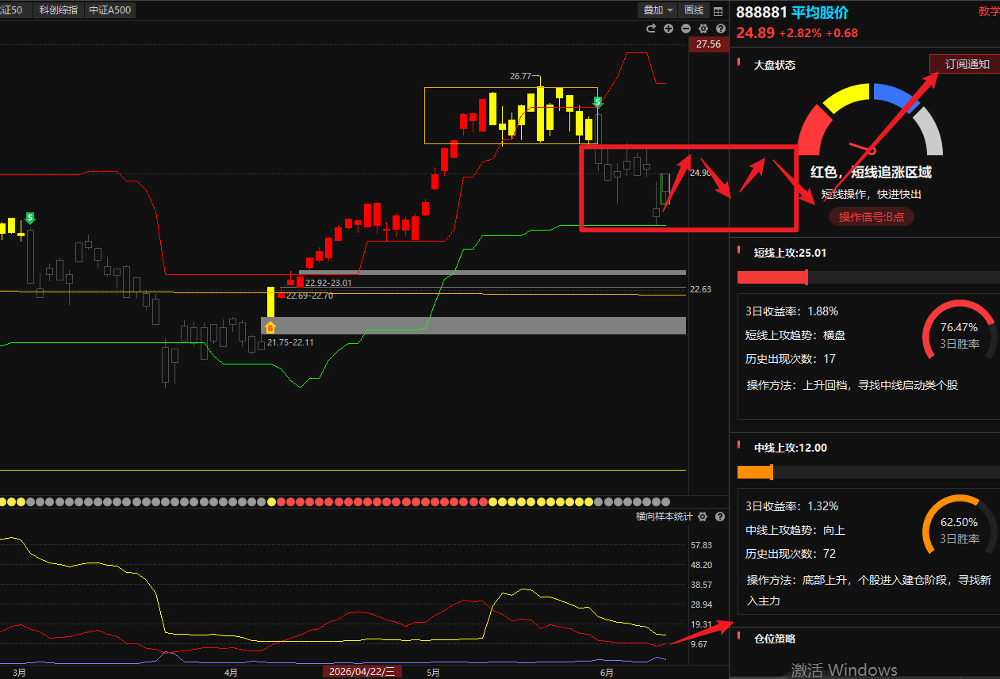 证50 科创综指 中证A500
叠加 画线
888881 平均股价 教学
24.89 +2.82% +0.68
27.56
大盘状态
订阅通知
26.77
S
24.90
红色，短线追涨区域
短线操作，快进快出
操作信号:B点
S
短线上攻:25.01
22.92-23.01
22.69-22.70
22.63
3日收益率：1.88%
短线上攻趋势：横盘
历史出现次数：17
76.47%
3日胜率
B
21.75-22.11
操作方法：上升回档，寻找中线启动类个股
中线上攻:12.00
3日收益率：1.32%
中线上攻趋势：向上
历史出现次数：72
62.50%
3日胜率
操作方法：底部上升，个股进入建仓阶段，寻找新
入主力
横向样本统计
57.83
48.20
38.57
28.94
19.31
9.67
仓位策略
3月 4月 2026/04/22/三 5月 6月
激活 Windows